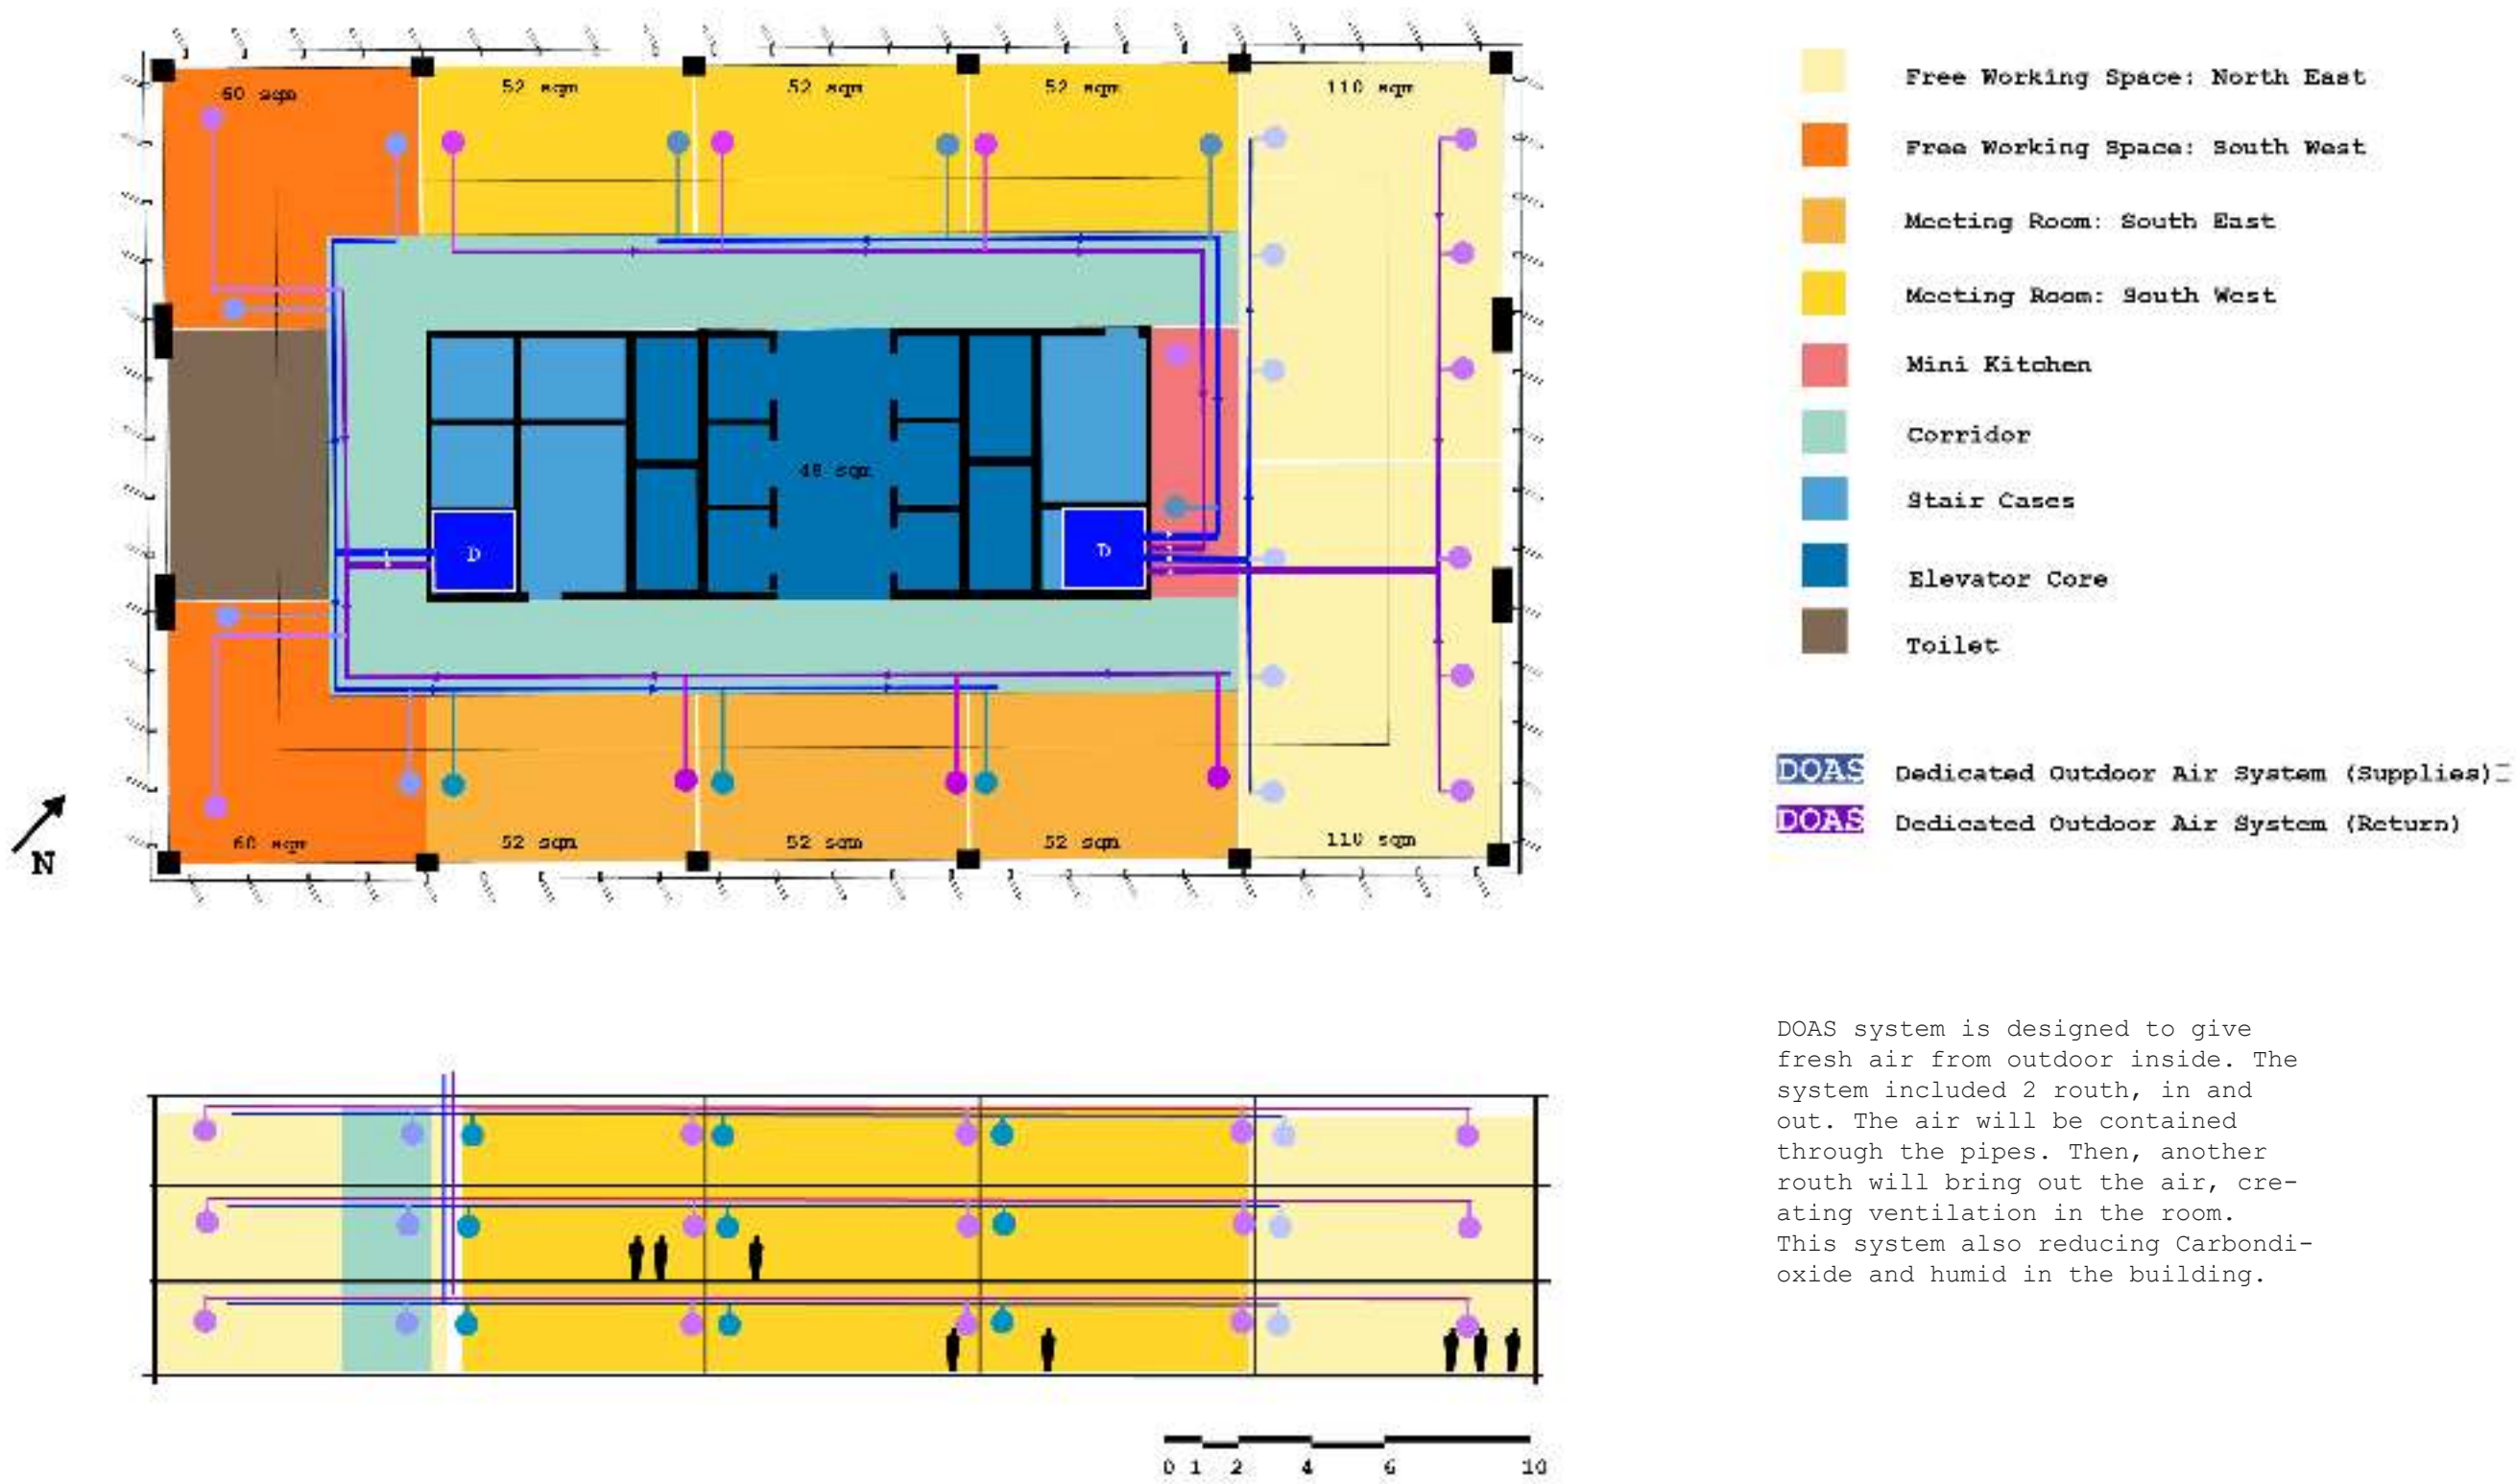 60 sqm
52 sqm
52 sqm
52 sqm
110 sqm
48 sqm
D
D
60 sqm
52 sqm
52 sqm
52 sqm
110 sqm
N
Free Working Space: North East
Free Working Space: South West
Meeting Room: South East
Meeting Room: South West
Mini Kitchen
Corridor
Stair Cases
Elevator Core
Toilet
DOAS Dedicated Outdoor Air System (Supplies)
DOAS Dedicated Outdoor Air System (Return)
DOAS system is designed to give
fresh air from outdoor inside. The
system included 2 routh, in and
out. The air will be contained
through the pipes. Then, another
routh will bring out the air, cre-
ating ventilation in the room.
This system also reducing Carbondi-
oxide and humid in the building.
0 1 2 4 6 10